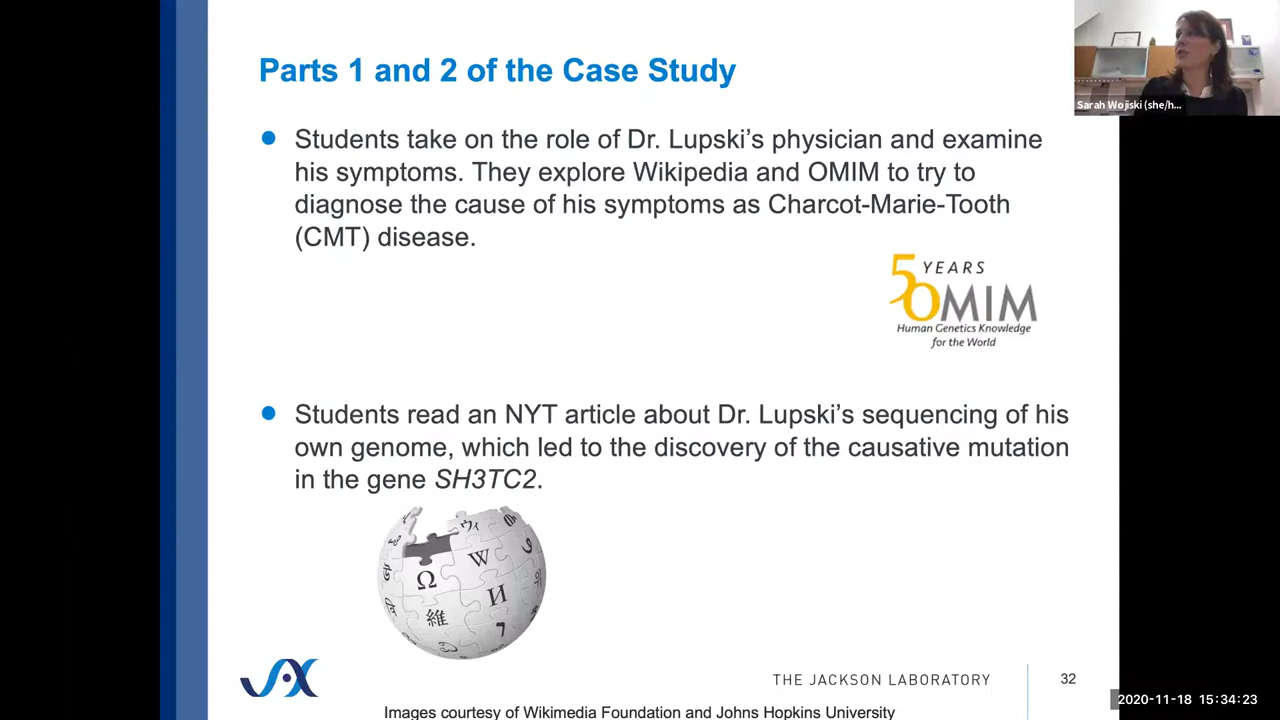 Parts 1 and 2 of the Case Study
Sarah Wojiski (she/h...
Students take on the role of Dr. Lupski’s physician and examine
his symptoms. They explore Wikipedia and OMIM to try to
diagnose the cause of his symptoms as Charcot-Marie-Tooth
(CMT) disease.
50 YEARS
OMIM
Human Genetics Knowledge
for the World
Students read an NYT article about Dr. Lupski’s sequencing of his
own genome, which led to the discovery of the causative mutation
in the gene SH3TC2.
ウィ
W
Ω
И
維
JAX
THE JACKSON LABORATORY
32
2020-11-18 15:34:23
Images courtesy of Wikimedia Foundation and Johns Hopkins University